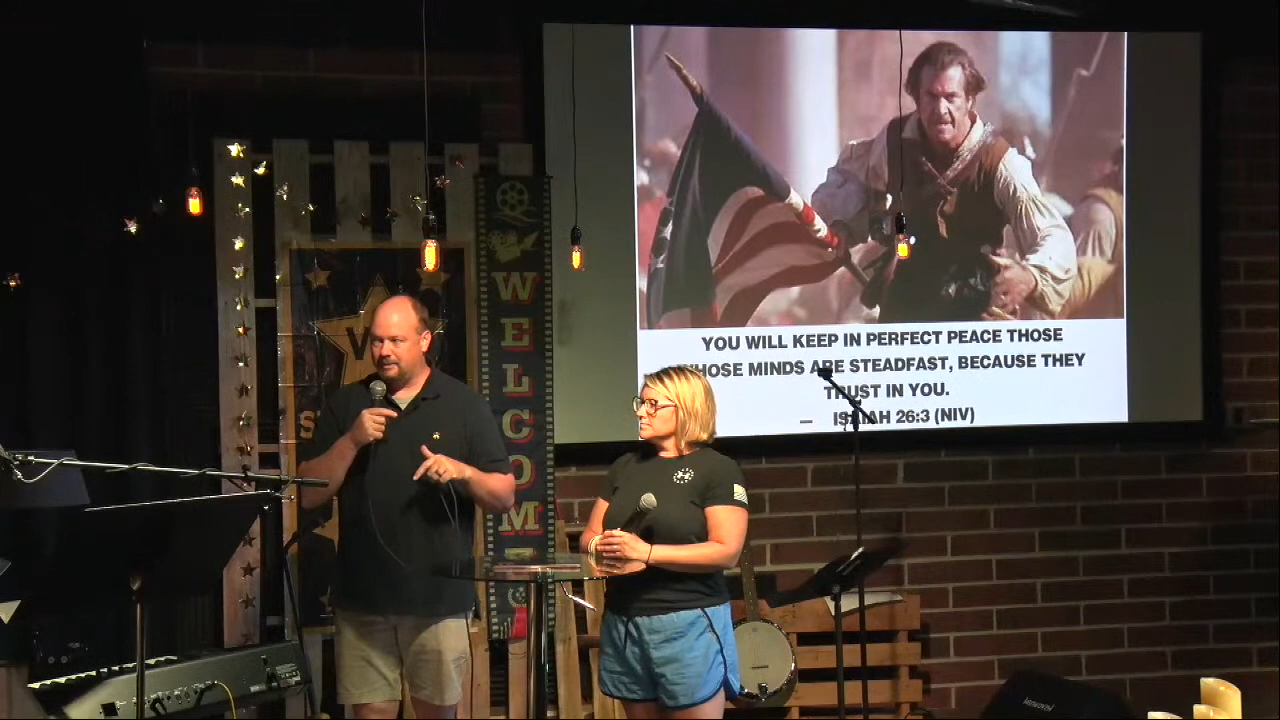 YOU WILL KEEP IN PERFECT PEACE THOSE
WHOSE MINDS ARE STEADFAST, BECAUSE THEY
TRUST IN YOU.
— ISAIAH 26:3 (NIV)
WELCOME